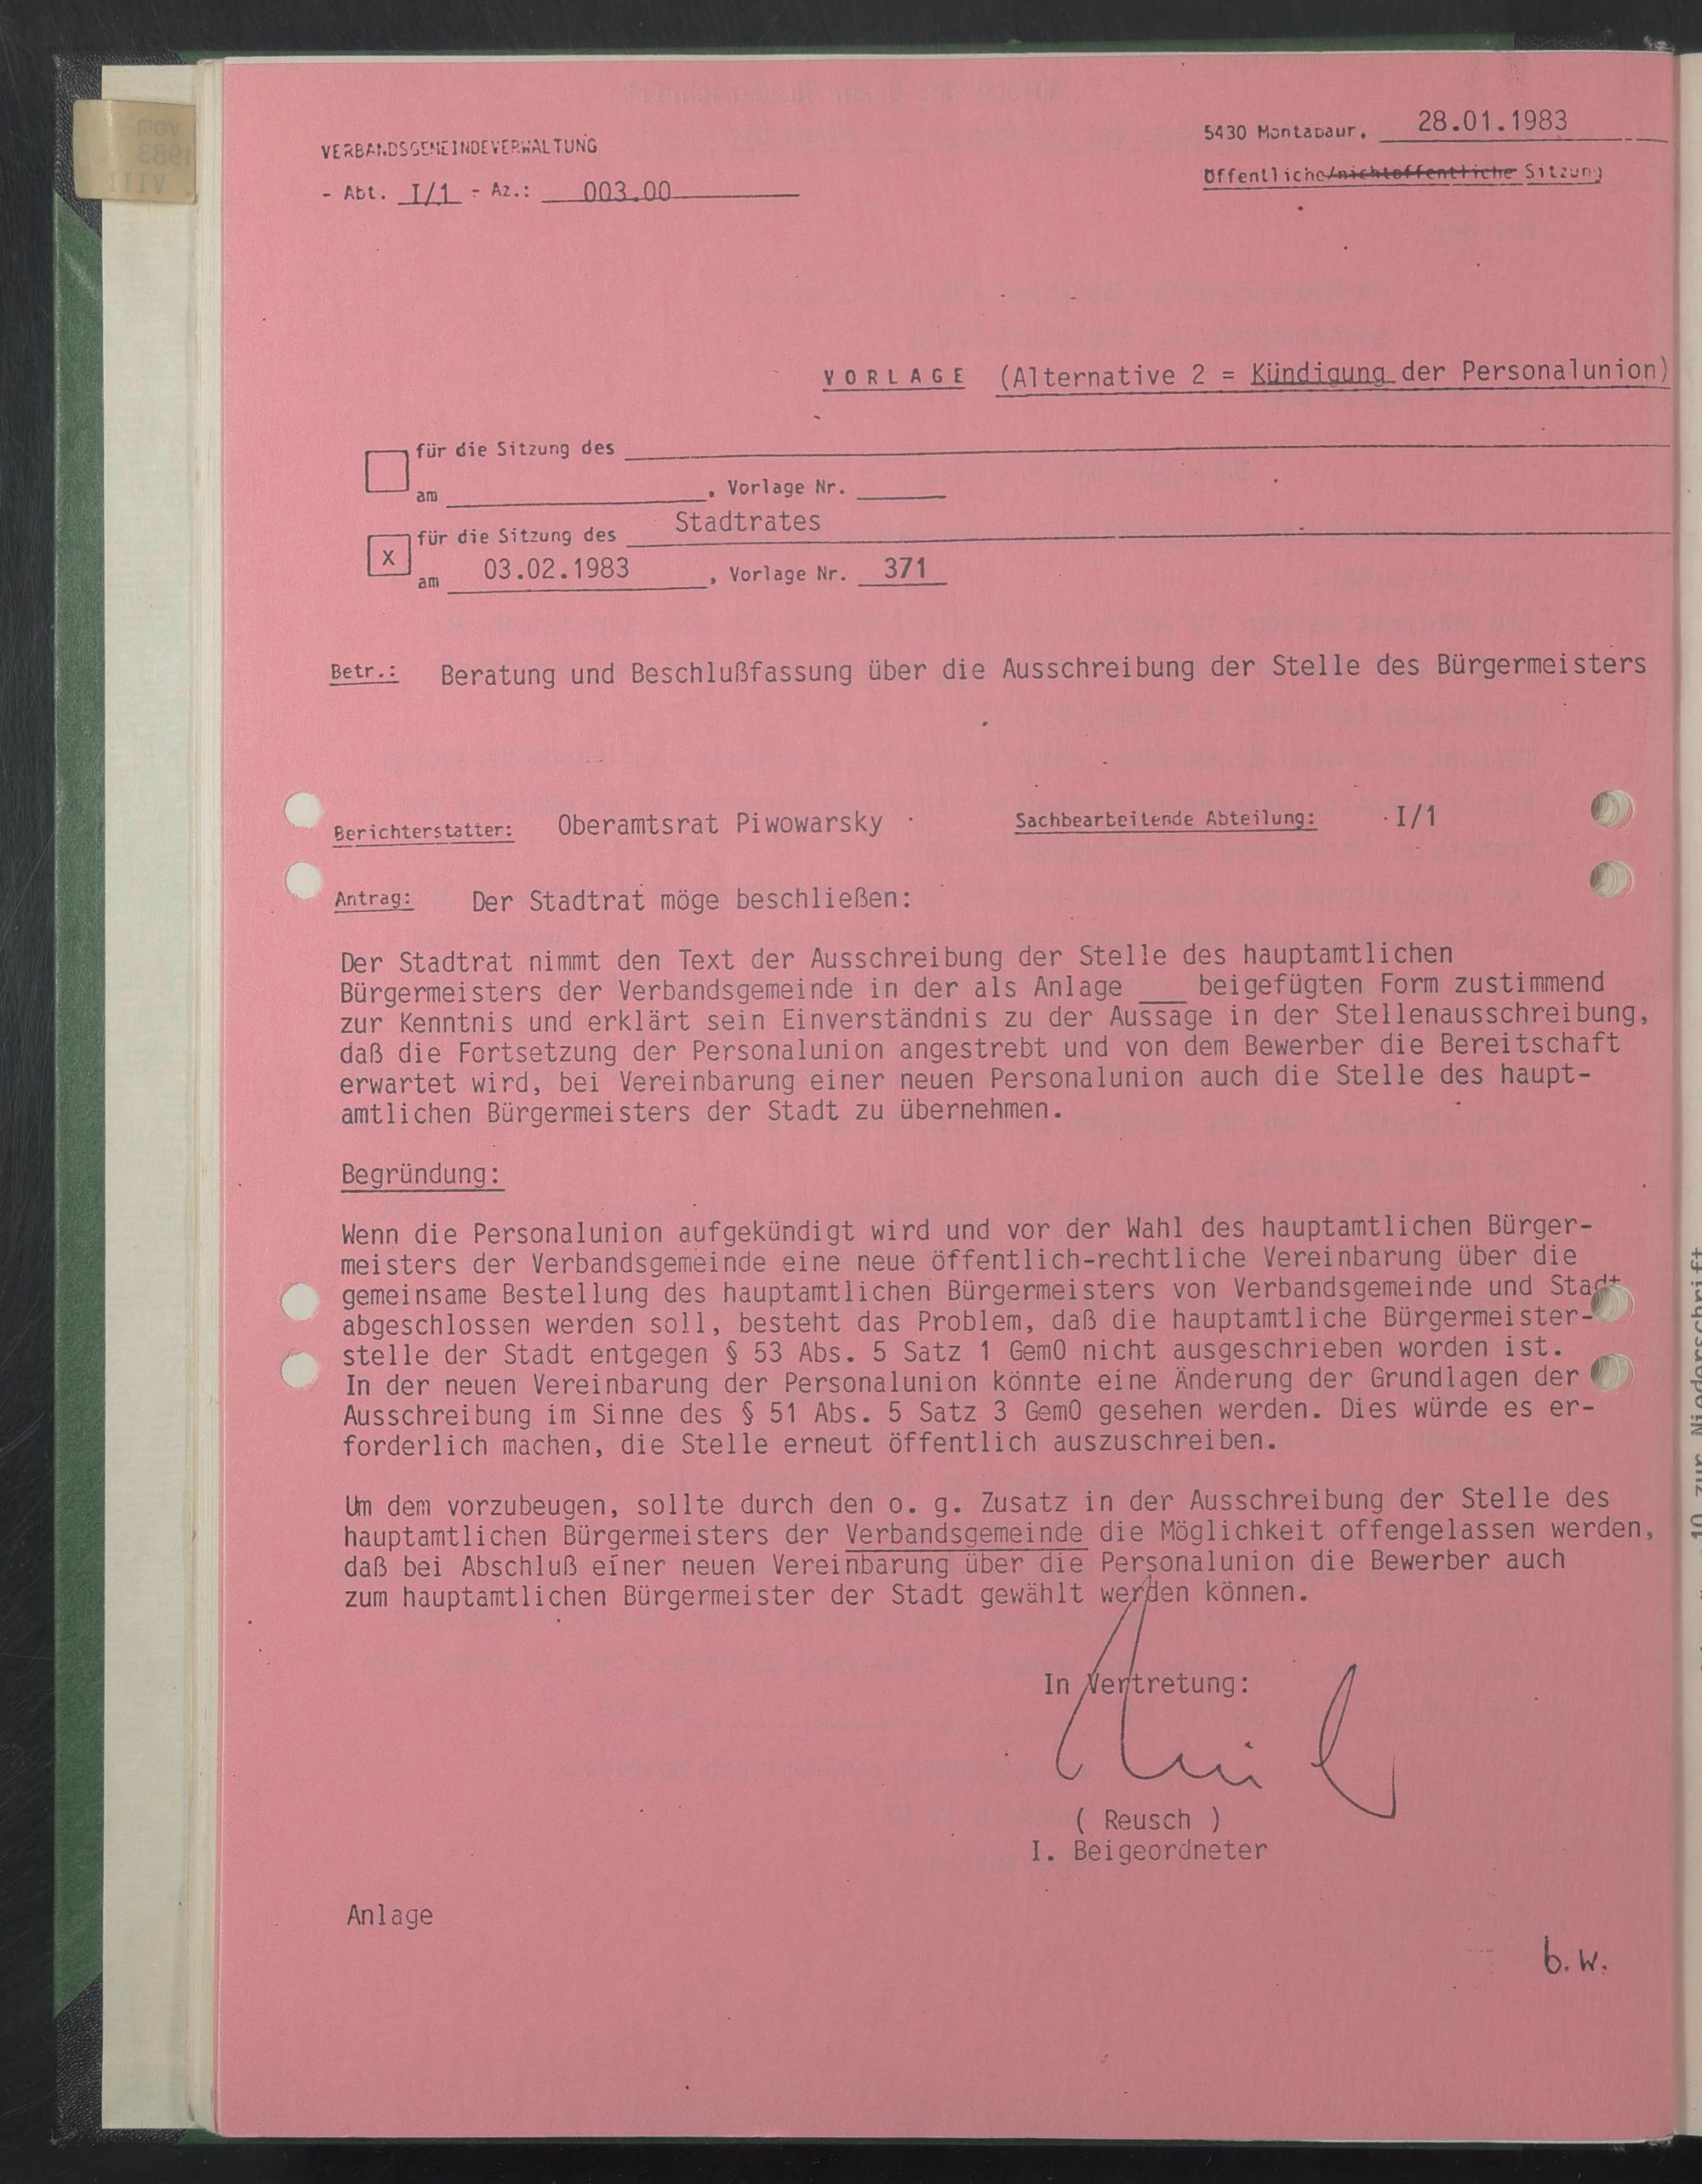 VERBANDSGEMEINDEVERWALTUNG
- Abt. I/1 - Az.: 003.00
5430 Montabaur, 28.01.1983
Öffentliche/nichtöffentliche Sitzung
VORLAGE (Alternative 2 = Kündigung der Personalunion)
für die Sitzung des
am , Vorlage Nr.
für die Sitzung des Stadtrates
X am 03.02.1983 , Vorlage Nr. 371
Betr.: Beratung und Beschlußfassung über die Ausschreibung der Stelle des Bürgermeisters
Berichterstatter: Oberamtsrat Piwowarsky Sachbearbeitende Abteilung: I/1
Antrag: Der Stadtrat möge beschließen:
Der Stadtrat nimmt den Text der Ausschreibung der Stelle des hauptamtlichen
Bürgermeisters der Verbandsgemeinde in der als Anlage ___ beigefügten Form zustimmend
zur Kenntnis und erklärt sein Einverständnis zu der Aussage in der Stellenausschreibung,
daß die Fortsetzung der Personalunion angestrebt und von dem Bewerber die Bereitschaft
erwartet wird, bei Vereinbarung einer neuen Personalunion auch die Stelle des haupt-
amtlichen Bürgermeisters der Stadt zu übernehmen.
Begründung:
Wenn die Personalunion aufgekündigt wird und vor der Wahl des hauptamtlichen Bürger-
meisters der Verbandsgemeinde eine neue öffentlich-rechtliche Vereinbarung über die
gemeinsame Bestellung des hauptamtlichen Bürgermeisters von Verbandsgemeinde und Stadt
abgeschlossen werden soll, besteht das Problem, daß die hauptamtliche Bürgermeister-
stelle der Stadt entgegen § 53 Abs. 5 Satz 1 GemO nicht ausgeschrieben worden ist.
In der neuen Vereinbarung der Personalunion könnte eine Änderung der Grundlagen der
Ausschreibung im Sinne des § 51 Abs. 5 Satz 3 GemO gesehen werden. Dies würde es er-
forderlich machen, die Stelle erneut öffentlich auszuschreiben.
Um dem vorzubeugen, sollte durch den o. g. Zusatz in der Ausschreibung der Stelle des
hauptamtlichen Bürgermeisters der Verbandsgemeinde die Möglichkeit offengelassen werden,
daß bei Abschluß einer neuen Vereinbarung über die Personalunion die Bewerber auch
zum hauptamtlichen Bürgermeister der Stadt gewählt werden können.
In Vertretung:
( Reusch )
I. Beigeordneter
Anlage
b.w.
10 zur Niederschrift